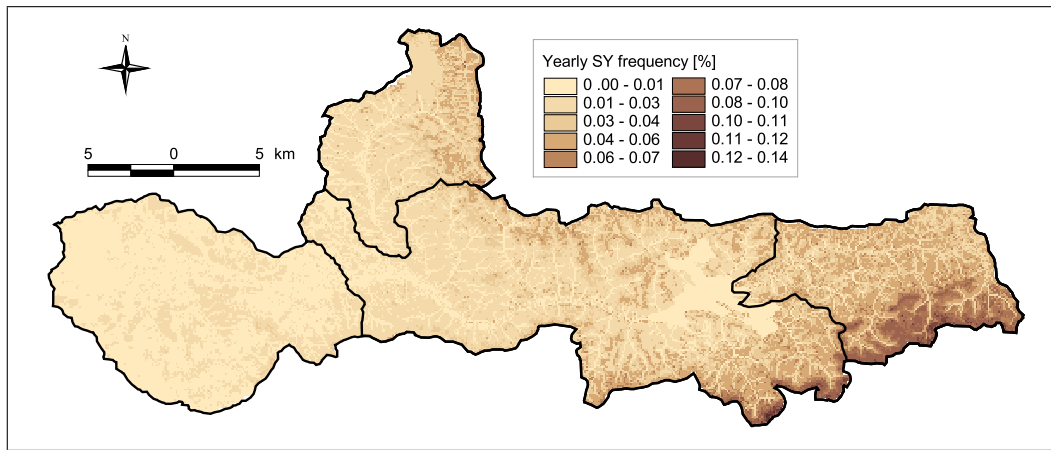 N
Yearly SY frequency [%]
0 .00 - 0.01 0.07 - 0.08
0.01 - 0.03 0.08 - 0.10
0.03 - 0.04 0.10 - 0.11
0.04 - 0.06 0.11 - 0.12
0.06 - 0.07 0.12 - 0.14
5 0 5 km